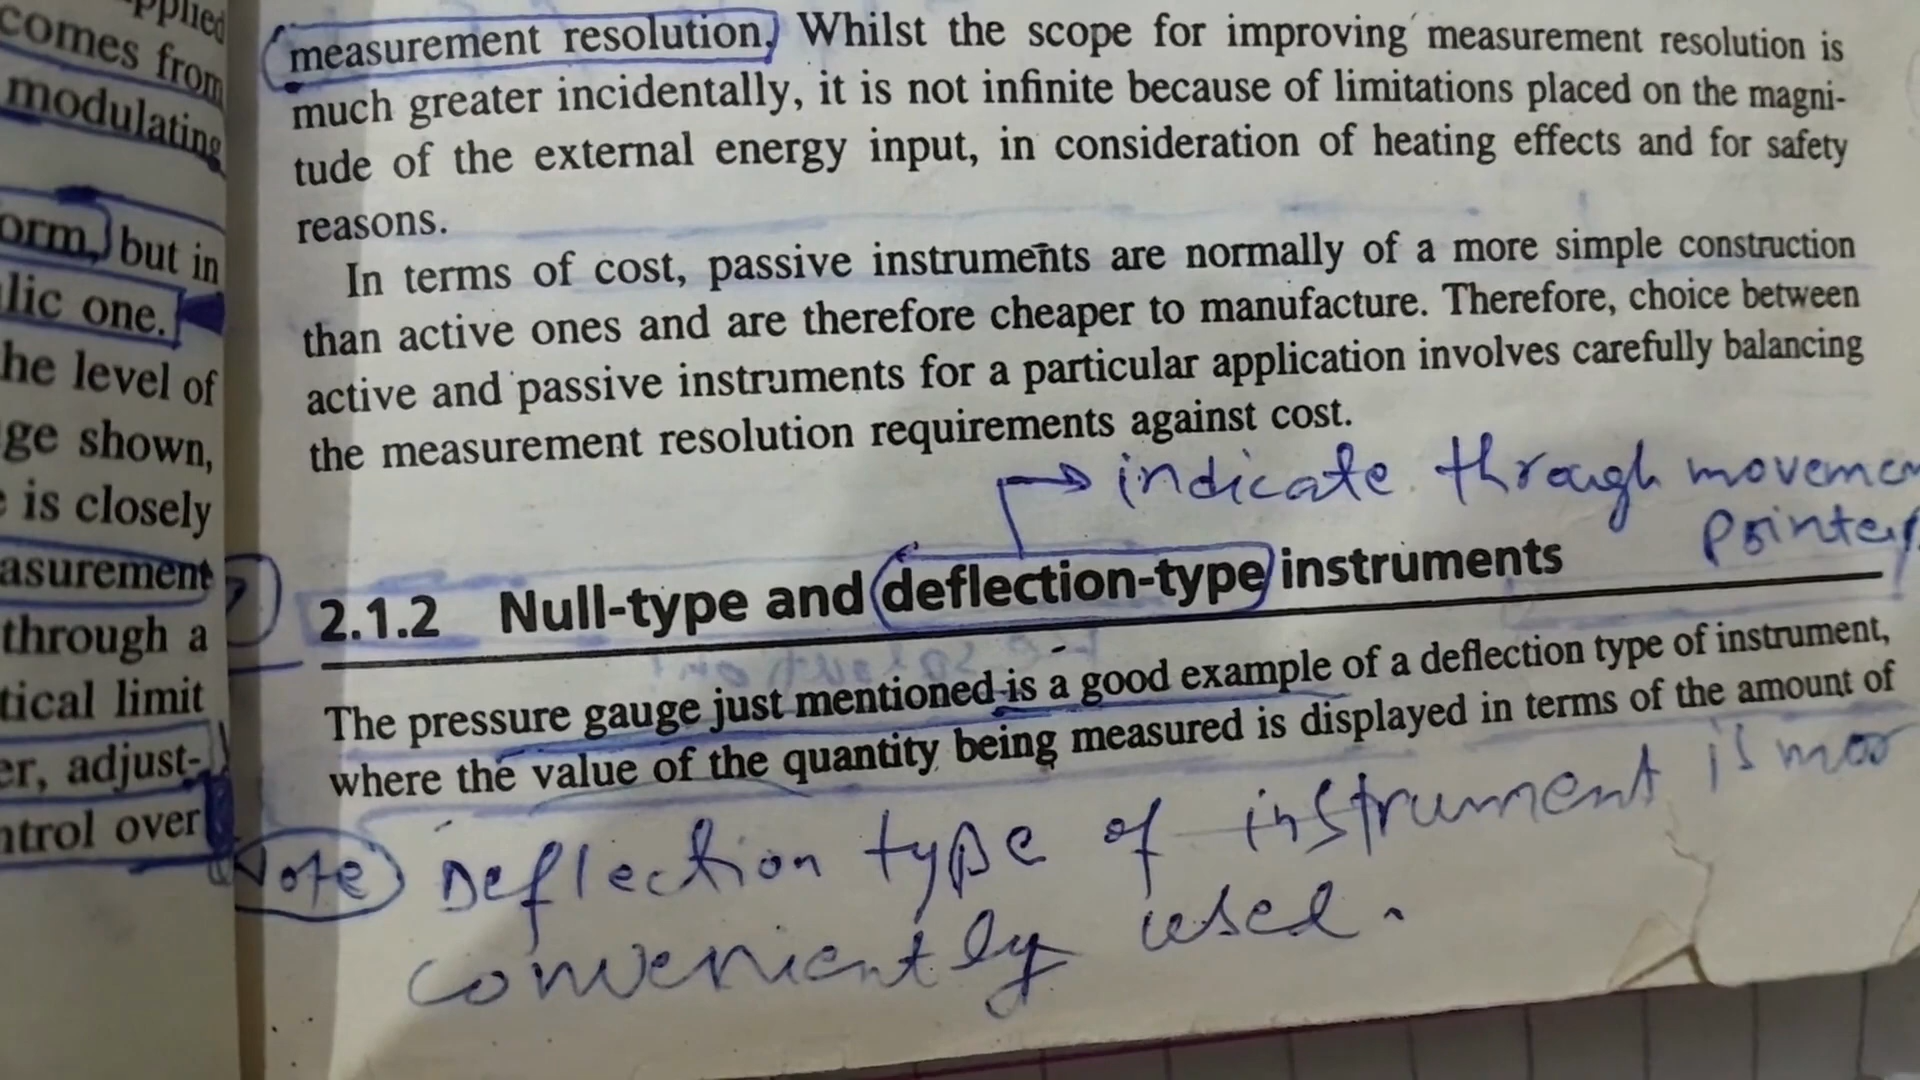 pplied
comes from
modulating
orm, but in
lic one.
he level of
ge shown,
is closely
asurement
through a
tical limit
er, adjust-
ntrol over
measurement resolution. Whilst the scope for improving measurement resolution is
much greater incidentally, it is not infinite because of limitations placed on the magni-
tude of the external energy input, in consideration of heating effects and for safety
reasons.
In terms of cost, passive instruments are normally of a more simple construction
than active ones and are therefore cheaper to manufacture. Therefore, choice between
active and passive instruments for a particular application involves carefully balancing
the measurement resolution requirements against cost.
indicate through movemen
pointer
2.1.2 Null-type and deflection-type instruments
The pressure gauge just mentioned is a good example of a deflection type of instrument,
where the value of the quantity being measured is displayed in terms of the amount of
Note Deflection type of instrument is moo
conveniently used.